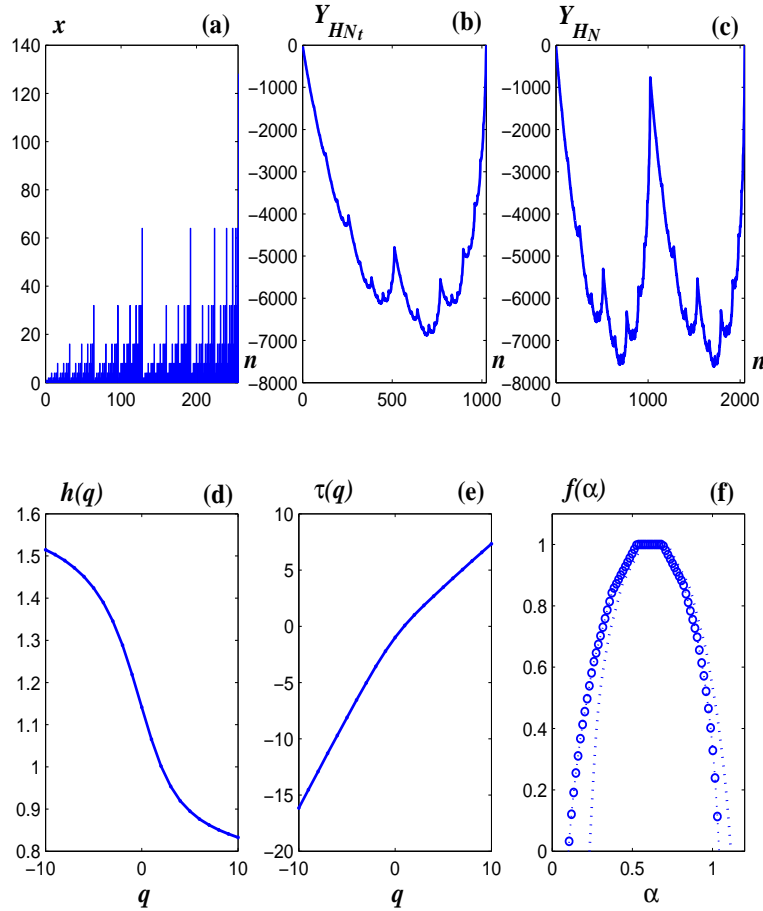 x (a)
Y_{HN_t} (b)
Y_{H_N} (c)
140
120
100
80
60
40
20
0
0 100 200
n
0
−1000
−2000
−3000
−4000
−5000
−6000
−7000
−8000
0 500 1000
n
0
−1000
−2000
−3000
−4000
−5000
−6000
−7000
−8000
0 1000 2000
n
h(q) (d)
τ(q) (e)
f(α) (f)
1.6
1.5
1.4
1.3
1.2
1.1
1
0.9
0.8
−10 0 10
q
10
5
0
−5
−10
−15
−20
−10 0 10
q
1
0.8
0.6
0.4
0.2
0
0 0.5 1
α